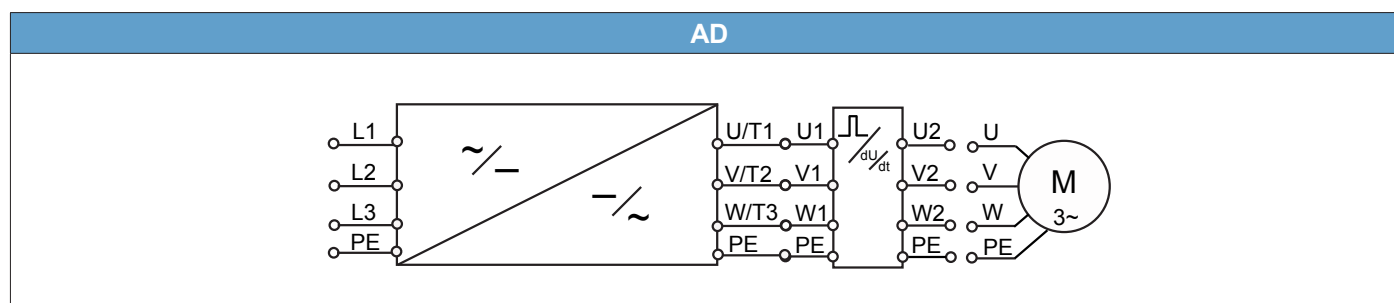 AD
L1 U/T1 U1 U2 U
L2 ~/– dU/dt V/T2 V1 V2 V M
L3 –/~ W/T3 W1 W2 W 3~
PE PE PE PE PE